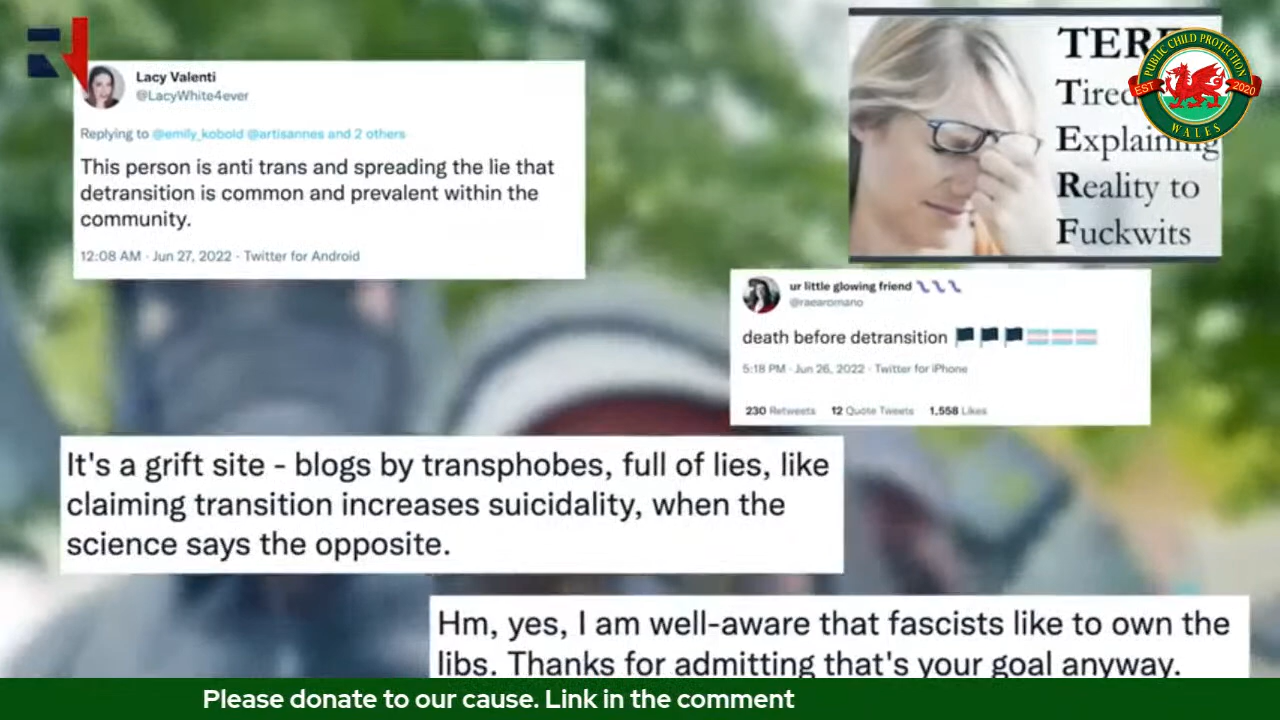 Lacy Valenti
@LacyWhite4ever
Replying to @emily_kobold @artisannes and 2 others
This person is anti trans and spreading the lie that
detransition is common and prevalent within the
community.
12:08 AM · Jun 27, 2022 · Twitter for Android
TERF
Tired
Explaining
Reality to
Fuckwits
PUBLIC CHILD PROTECTION
EST 2020
WALES
ur little glowing friend
@raearomano
death before detransition
5:18 PM · Jun 26, 2022 · Twitter for iPhone
230 Retweets 12 Quote Tweets 1,558 Likes
It's a grift site - blogs by transphobes, full of lies, like
claiming transition increases suicidality, when the
science says the opposite.
Hm, yes, I am well-aware that fascists like to own the
libs. Thanks for admitting that's your goal anyway.
Please donate to our cause. Link in the comment